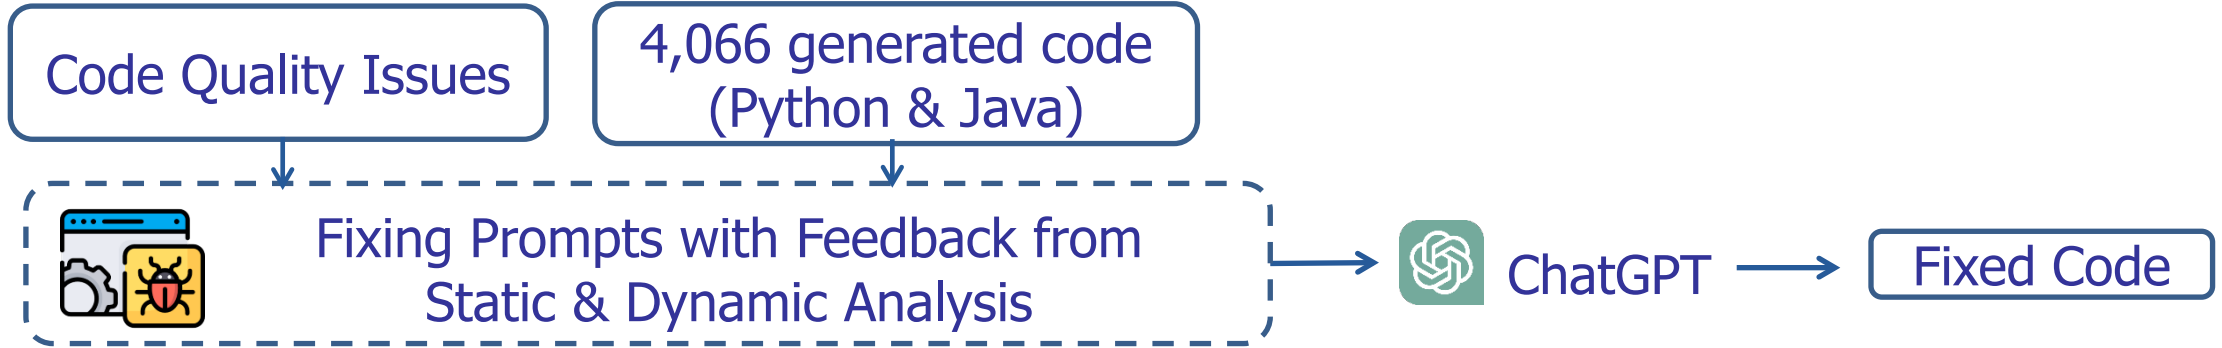 Code Quality Issues
4,066 generated code
(Python & Java)
Fixing Prompts with Feedback from
Static & Dynamic Analysis
ChatGPT
Fixed Code